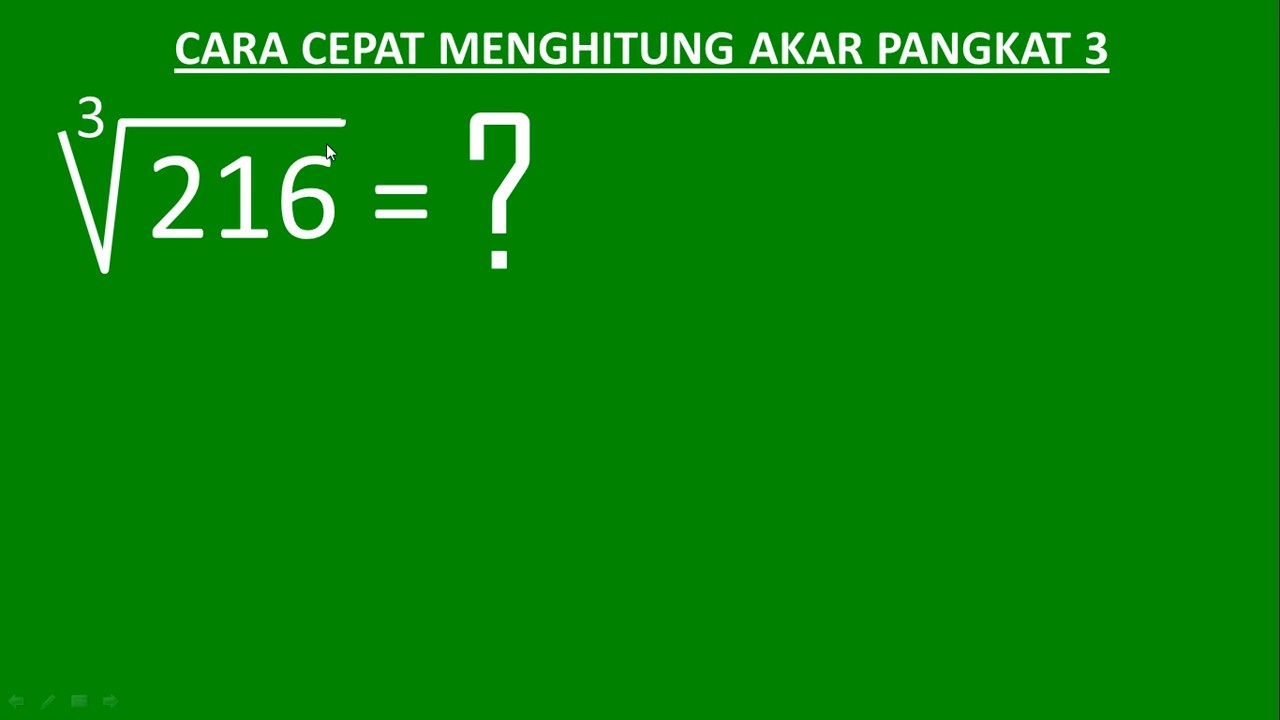 CARA CEPAT MENGHITUNG AKAR PANGKAT 3
∛216 = ?